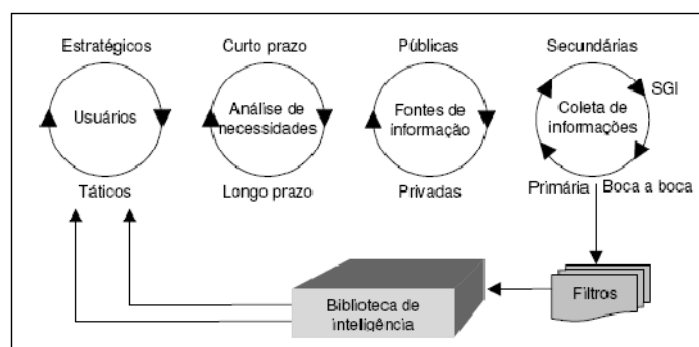 Estratégicos
Usuários
Táticos
Curto prazo
Análise de
necessidades
Longo prazo
Públicas
Fontes de
informação
Privadas
Secundárias
SGI
Coleta de
informações
Primária
Boca a boca
Filtros
Biblioteca de
inteligência